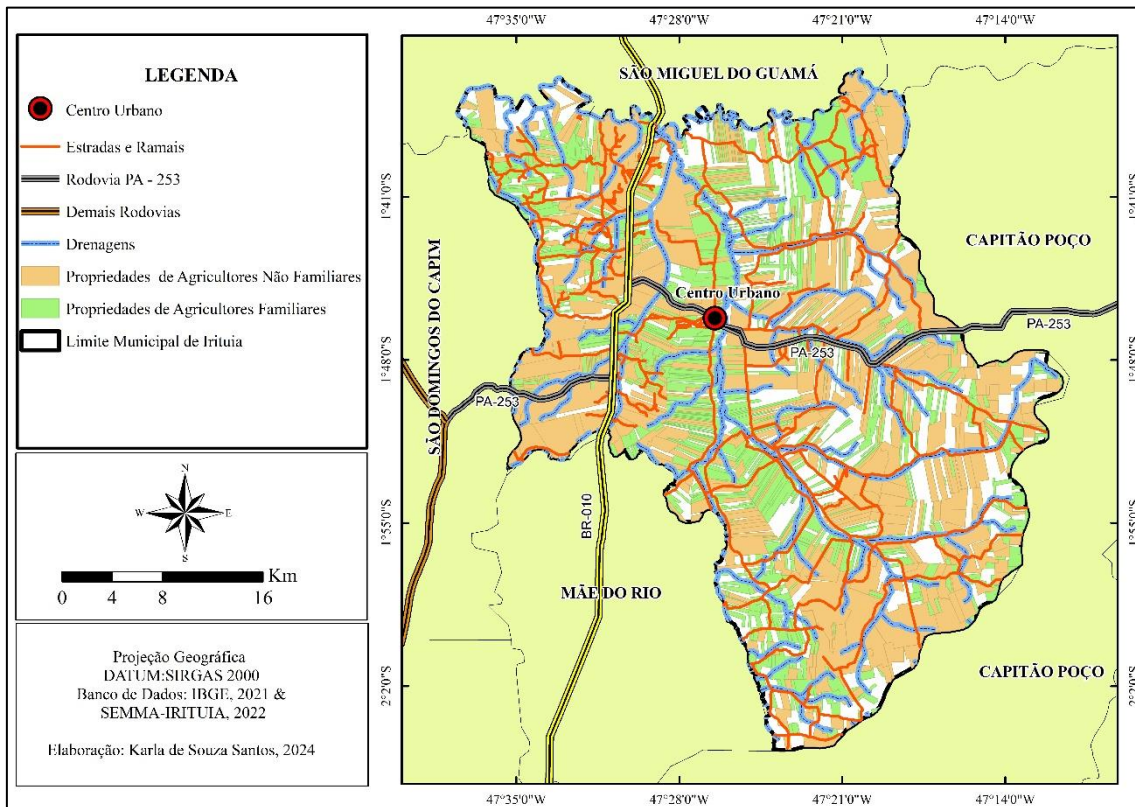 LEGENDA
Centro Urbano
Estradas e Ramais
Rodovia PA - 253
Demais Rodovias
Drenagens
Propriedades de Agricultores Não Familiares
Propriedades de Agricultores Familiares
Limite Municipal de Irituia
N
W
E
S
Km
0 4 8 16
Projeção Geográfica
DATUM:SIRGAS 2000
Banco de Dados: IBGE, 2021 &
SEMMA-IRITUIA, 2022
Elaboração: Karla de Souza Santos, 2024
47°35'0"W 47°28'0"W 47°21'0"W 47°14'0"W
SÃO MIGUEL DO GUAMÁ
1°41'0"S
1°41'0"S
CAPITÃO POÇO
SÃO DOMINGOS DO CAPIM
Centro Urbano
PA-253
PA-253
1°48'0"S
1°48'0"S
PA-253
BR-010
1°55'0"S
1°55'0"S
MÃE DO RIO
CAPITÃO POÇO
2°2'0"S
2°2'0"S
47°35'0"W 47°28'0"W 47°21'0"W 47°14'0"W